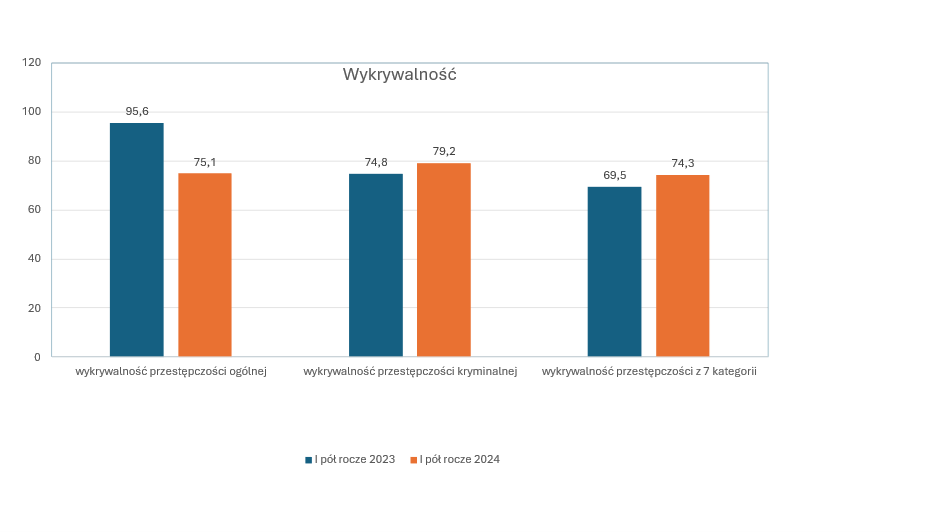 Wykrywalność
120
100
80
60
40
20
0
95,6
75,1
74,8
79,2
69,5
74,3
wykrywalność przestępczości ogólnej
wykrywalność przestępczości kryminalnej
wykrywalność przestępczości z 7 kategorii
I pół rocze 2023
I pół rocze 2024